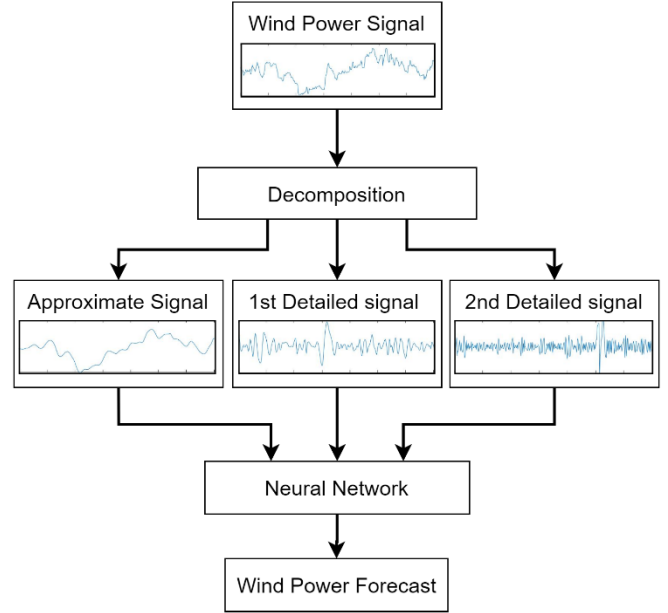 Wind Power Signal
Decomposition
Approximate Signal
1st Detailed signal
2nd Detailed signal
Neural Network
Wind Power Forecast